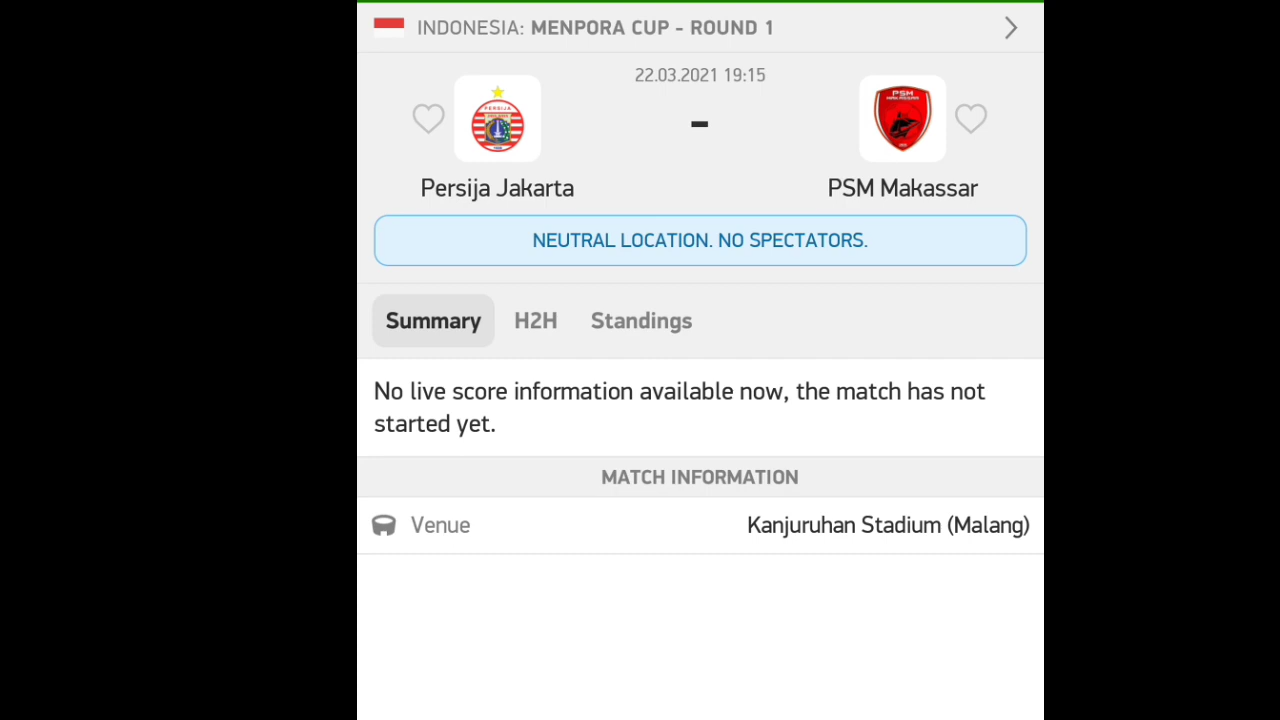 INDONESIA: MENPORA CUP - ROUND 1
22.03.2021 19:15
PERSIJA
PSM
-
Persija Jakarta
PSM Makassar
NEUTRAL LOCATION. NO SPECTATORS.
Summary H2H Standings
No live score information available now, the match has not
started yet.
MATCH INFORMATION
Venue Kanjuruhan Stadium (Malang)